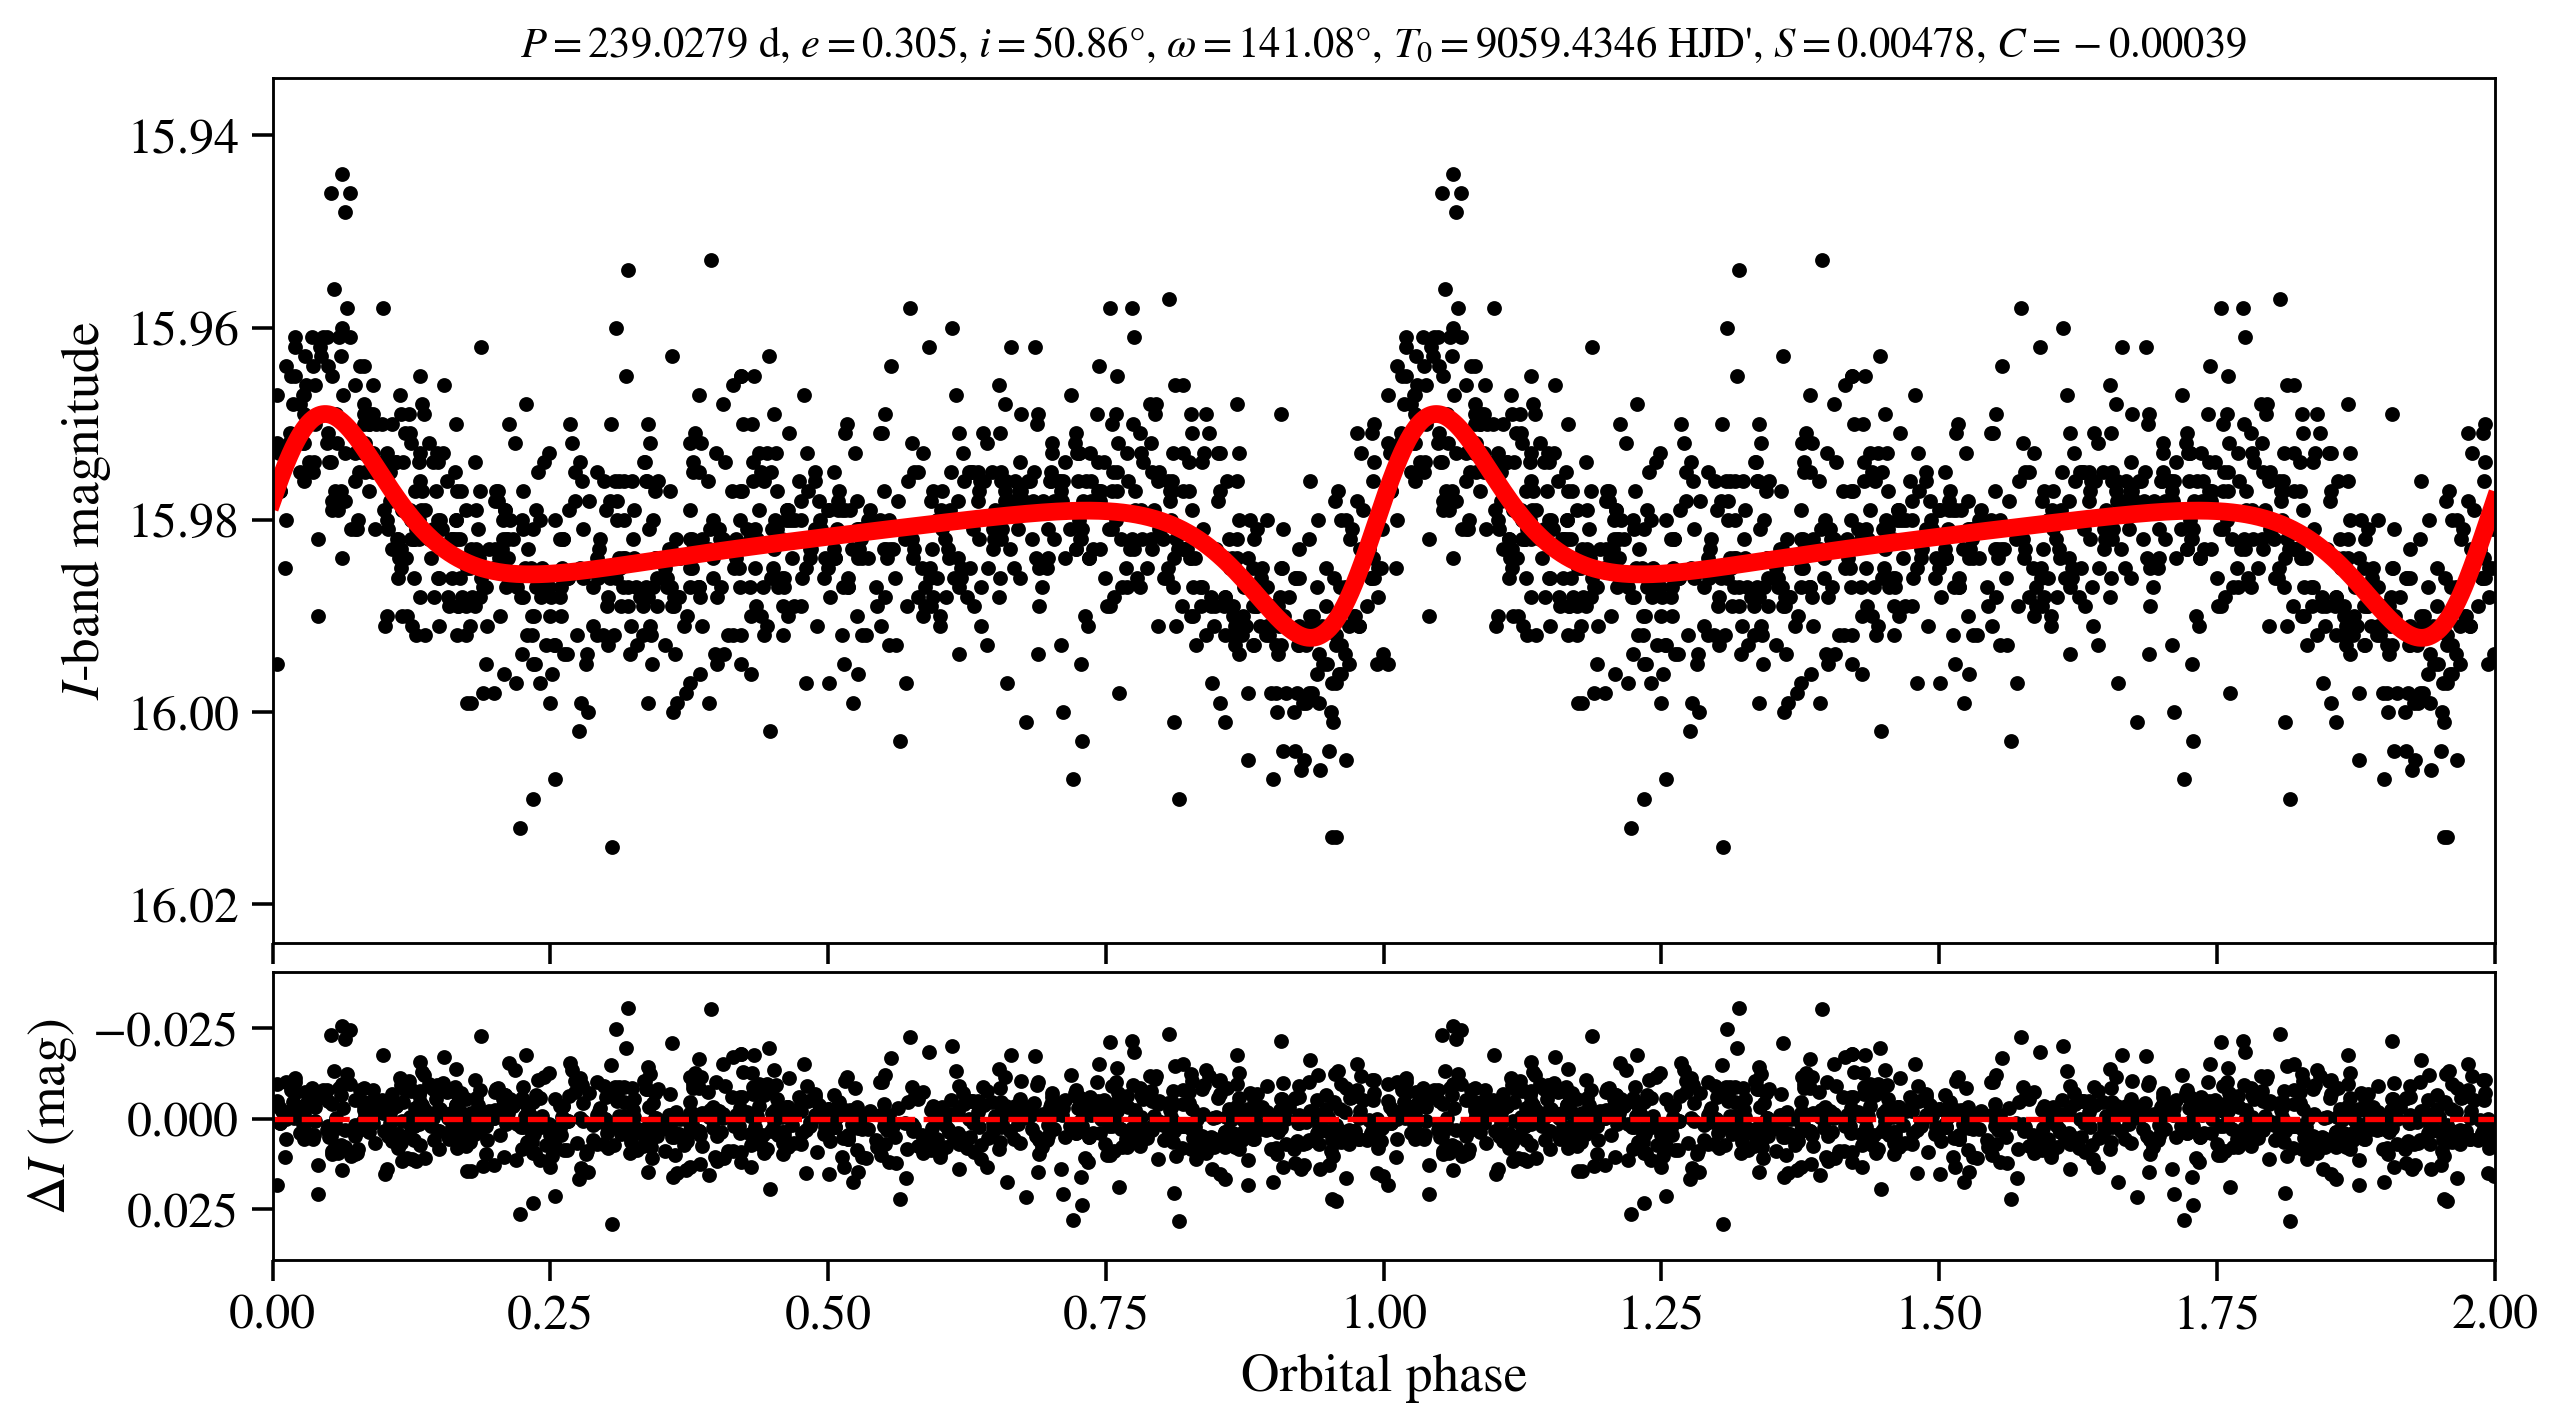 P = 239.0279 d, e = 0.305, i = 50.86°, ω = 141.08°, T₀ = 9059.4346 HJD', S = 0.00478, C = −0.00039
I-band magnitude
15.94
15.96
15.98
16.00
16.02
ΔI (mag)
−0.025
0.000
0.025
0.00 0.25 0.50 0.75 1.00 1.25 1.50 1.75 2.00
Orbital phase